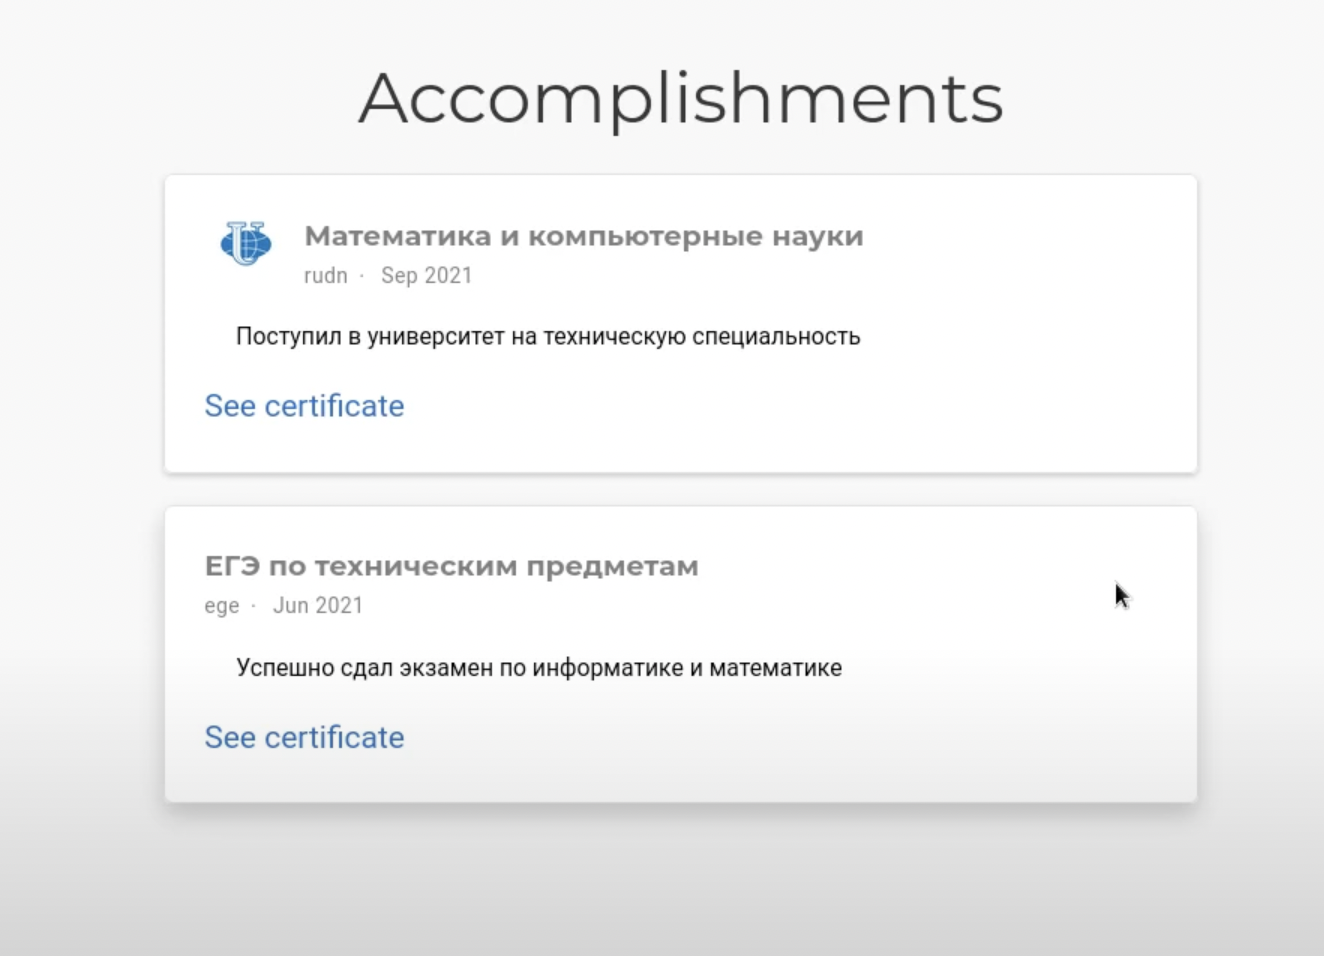 Accomplishments
Математика и компьютерные науки
rudn · Sep 2021
Поступил в университет на техническую специальность
See certificate
ЕГЭ по техническим предметам
ege · Jun 2021
Успешно сдал экзамен по информатике и математике
See certificate